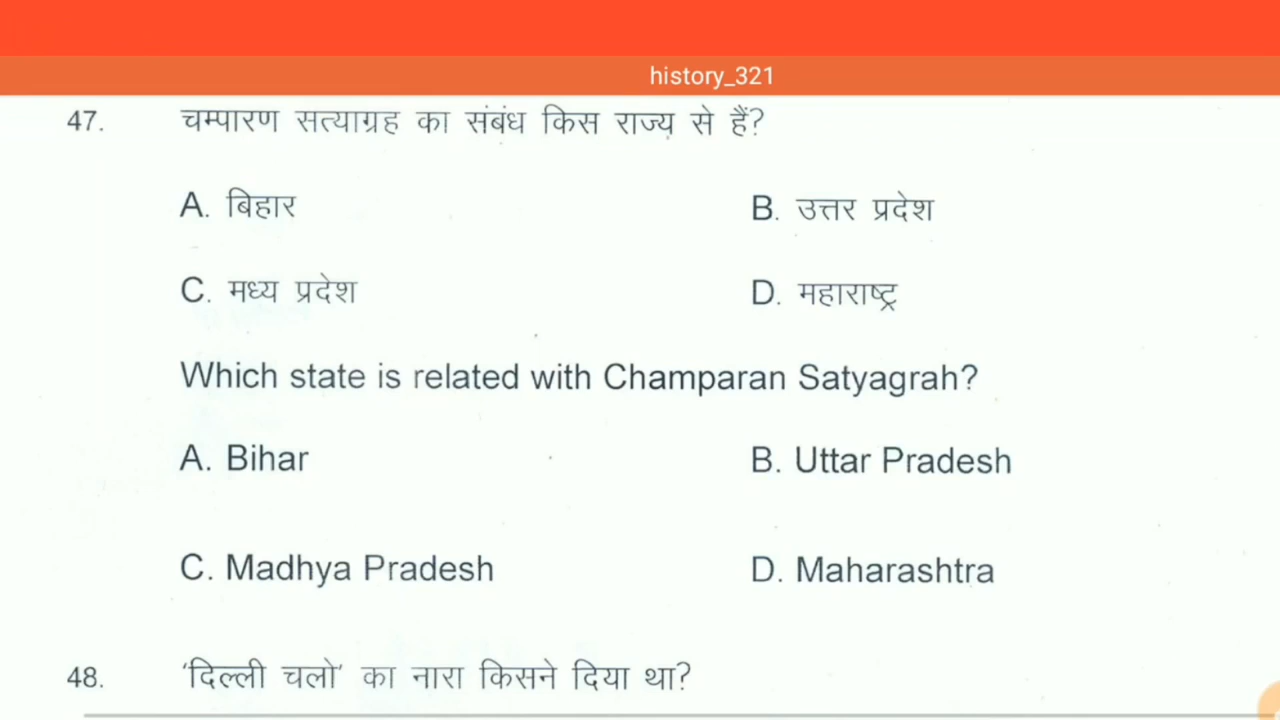 history_321
47. चम्पारण सत्याग्रह का संबंध किस राज्य से हैं?
A. बिहार B. उत्तर प्रदेश
C. मध्य प्रदेश D. महाराष्ट्र
Which state is related with Champaran Satyagrah?
A. Bihar B. Uttar Pradesh
C. Madhya Pradesh D. Maharashtra
48. 'दिल्ली चलो' का नारा किसने दिया था?